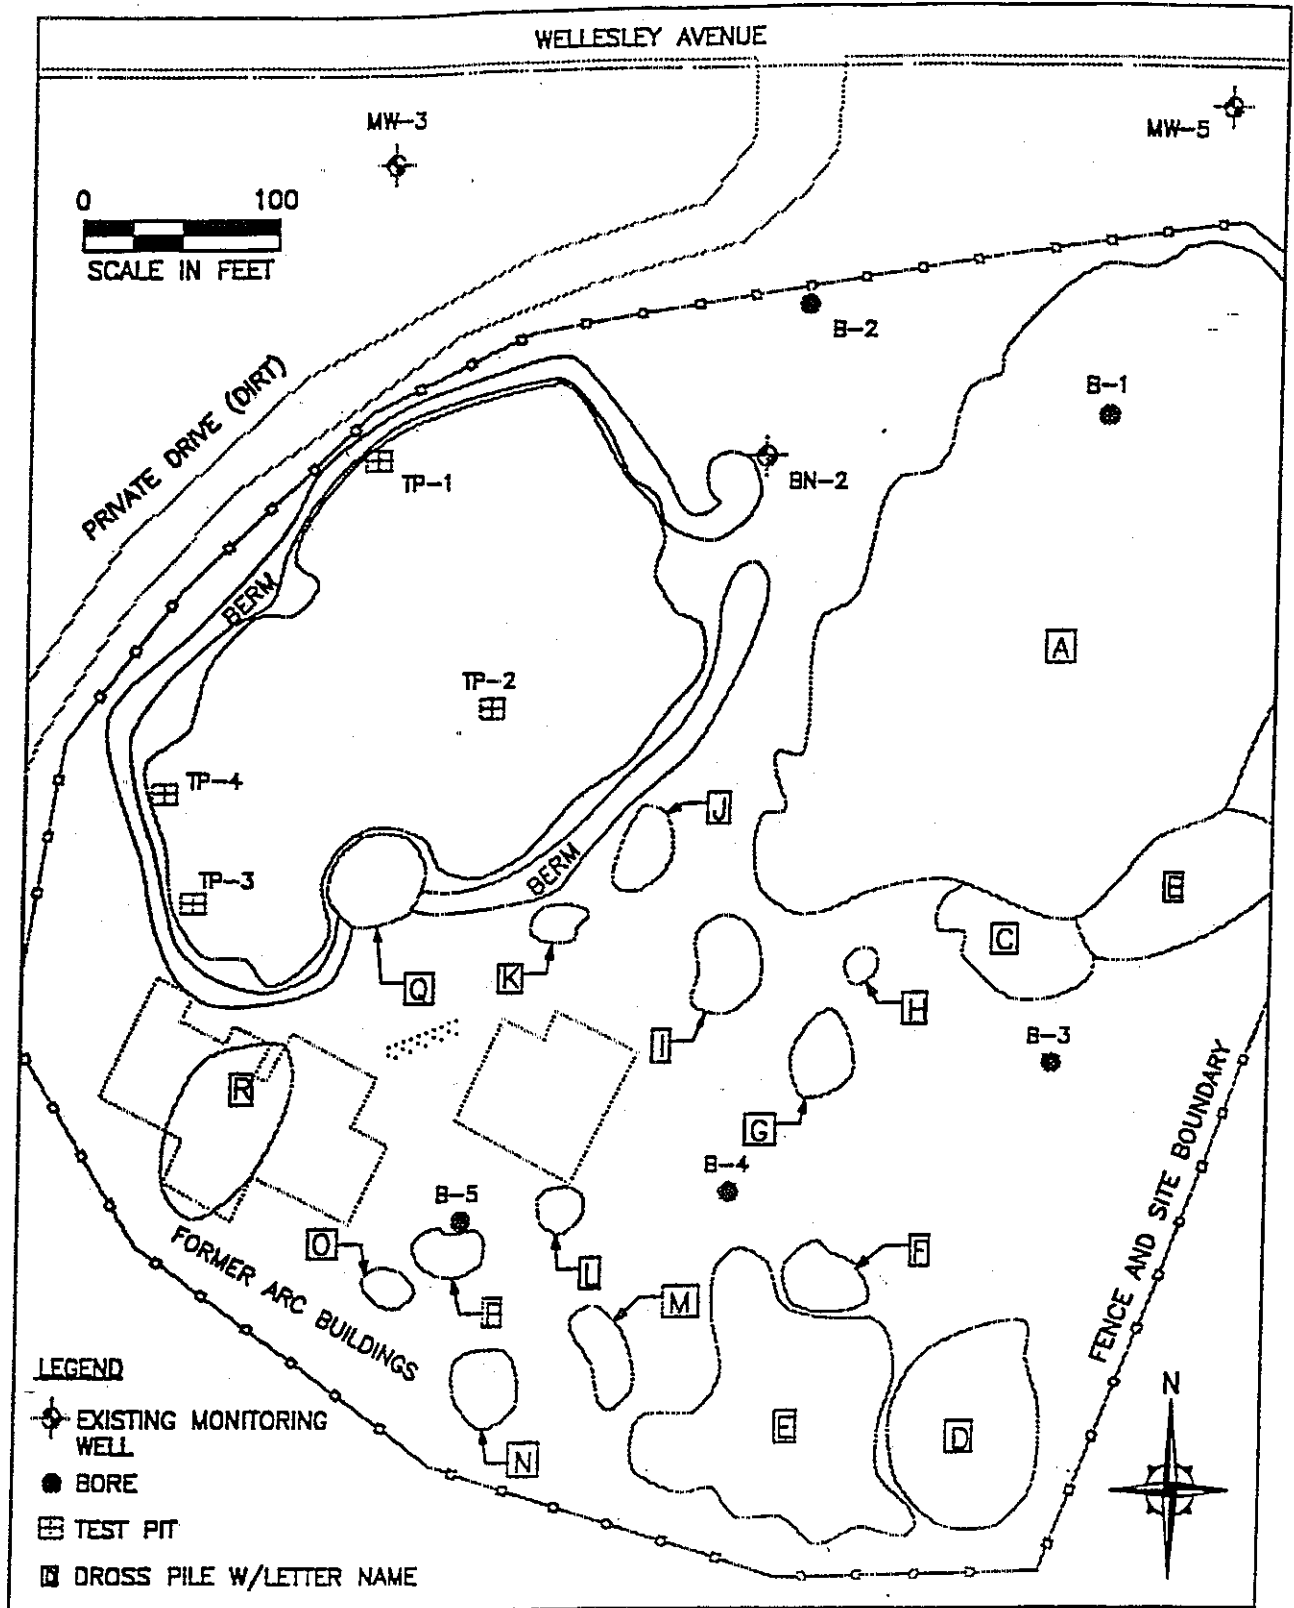 WELLESLEY AVENUE
MW-3
MW-5
0 100
SCALE IN FEET
B-2
PRIVATE DRIVE (DIRT)
B-1
TP-1
BN-2
BERM
A
TP-2
TP-4
J
BERM
B
TP-3
C
K
Q
H
I
B-3
R
G
FENCE AND SITE BOUNDARY
B-4
B-5
O
F
L
FORMER ARC BUILDINGS
M
N
E
D
N
LEGEND
EXISTING MONITORING
WELL
BORE
TEST PIT
D DROSS PILE W/LETTER NAME